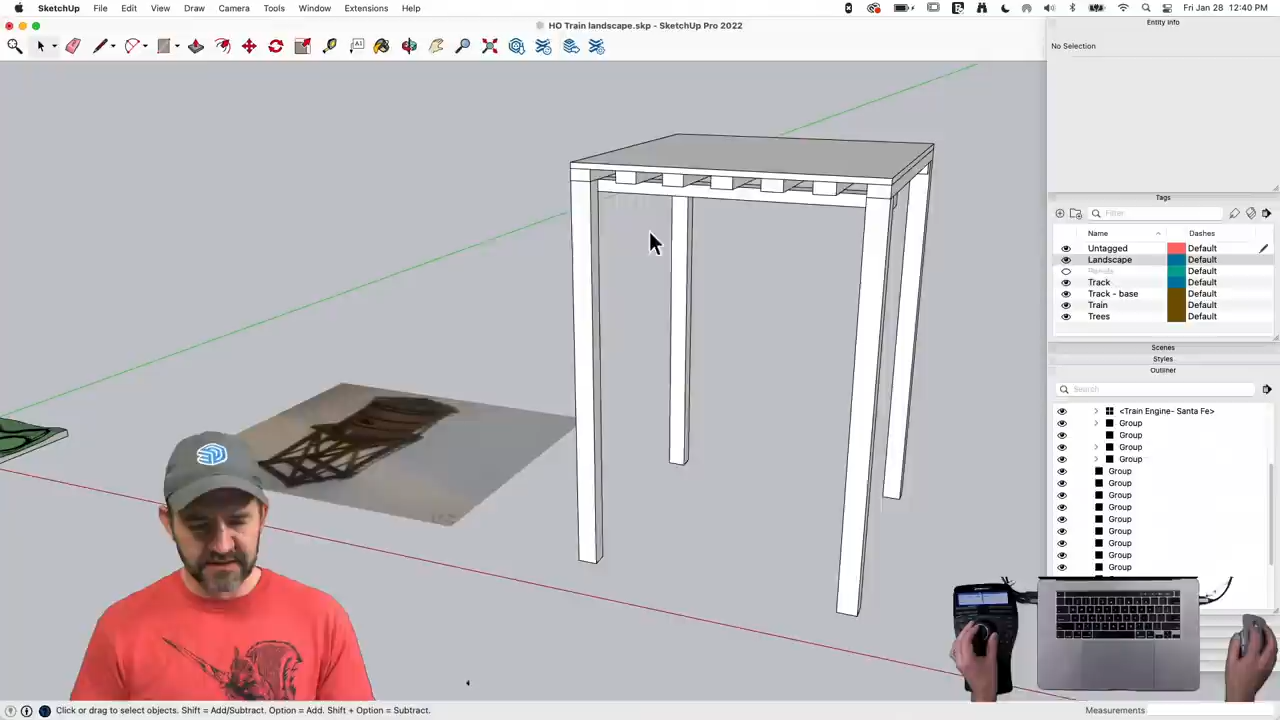 SketchUp File Edit View Draw Camera Tools Window Extensions Help Fri Jan 28 12:40 PM
HO Train landscape.skp - SketchUp Pro 2022
Entity Info
No Selection
Tags
Filter
Name Dashes
Untagged Default
Landscape Default
Default
Track Default
Track - base Default
Train Default
Trees Default
Scenes
Styles
Outliner
Search
<Train Engine- Santa Fe>
Group
Group
Group
Group
Group
Group
Group
Group
Group
Group
Group
Group
Group
Click or drag to select objects. Shift = Add/Subtract. Option = Add. Shift + Option = Subtract.
Measurements